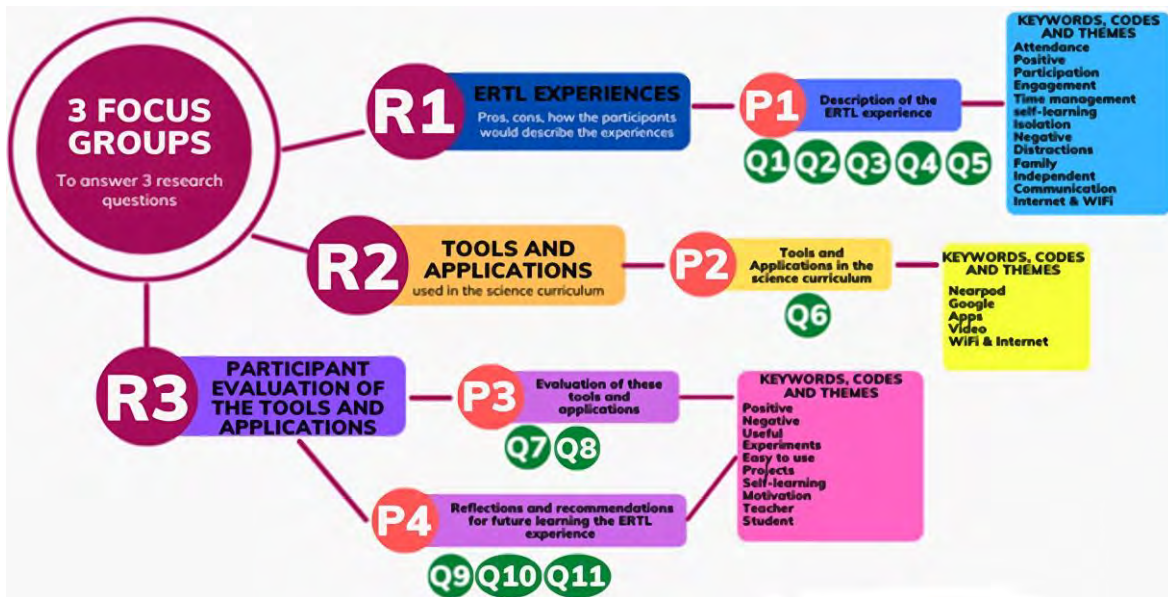 3 FOCUS
GROUPS
To answer 3 research
questions
R1
ERTL EXPERIENCES
Pros, cons, how the participants
would describe the experiences
P1
Description of the
ERTL experience
Q1 Q2 Q3 Q4 Q5
KEYWORDS, CODES
AND THEMES
Attendance
Positive
Participation
Engagement
Time management
self-learning
Isolation
Negative
Distractions
Family
Independent
Communication
Internet & WiFi
R2
TOOLS AND
APPLICATIONS
used in the science curriculum
P2
Tools and
Applications in the
science curriculum
Q6
KEYWORDS, CODES
AND THEMES
Nearpod
Google
Apps
Video
WiFi & Internet
R3
PARTICIPANT
EVALUATION OF
THE TOOLS AND
APPLICATIONS
P3
Evaluation of these
tools and
applications
Q7 Q8
P4
Reflections and recommendations
for future learning the ERTL
experience
Q9 Q10 Q11
KEYWORDS, CODES
AND THEMES
Positive
Negative
Useful
Experiments
Easy to use
Projects
Self-learning
Motivation
Teacher
Student